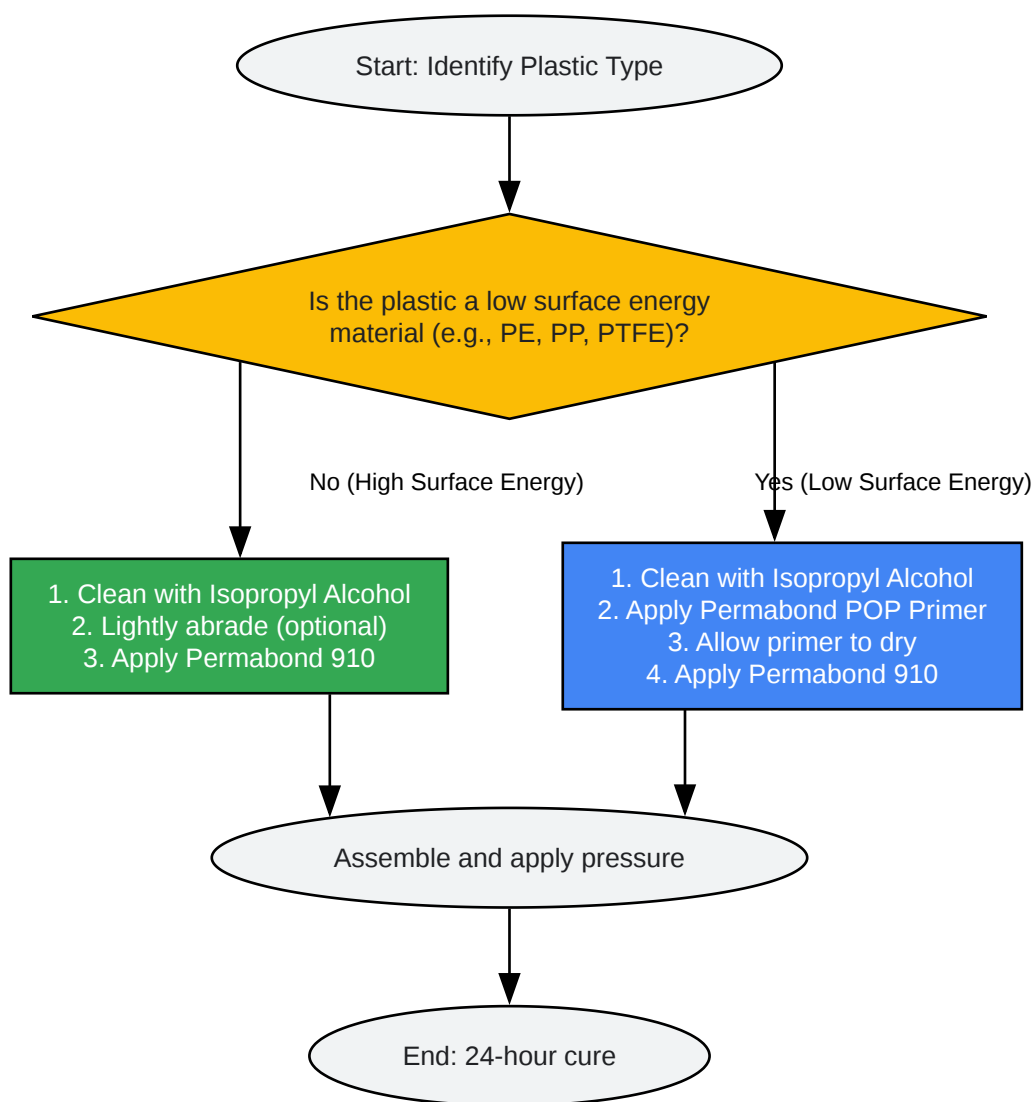 Start: Identify Plastic Type
Is the plastic a low surface energy
material (e.g., PE, PP, PTFE)?
No (High Surface Energy)
Yes (Low Surface Energy)
1. Clean with Isopropyl Alcohol
2. Lightly abrade (optional)
3. Apply Permabond 910
1. Clean with Isopropyl Alcohol
2. Apply Permabond POP Primer
3. Allow primer to dry
4. Apply Permabond 910
Assemble and apply pressure
End: 24-hour cure